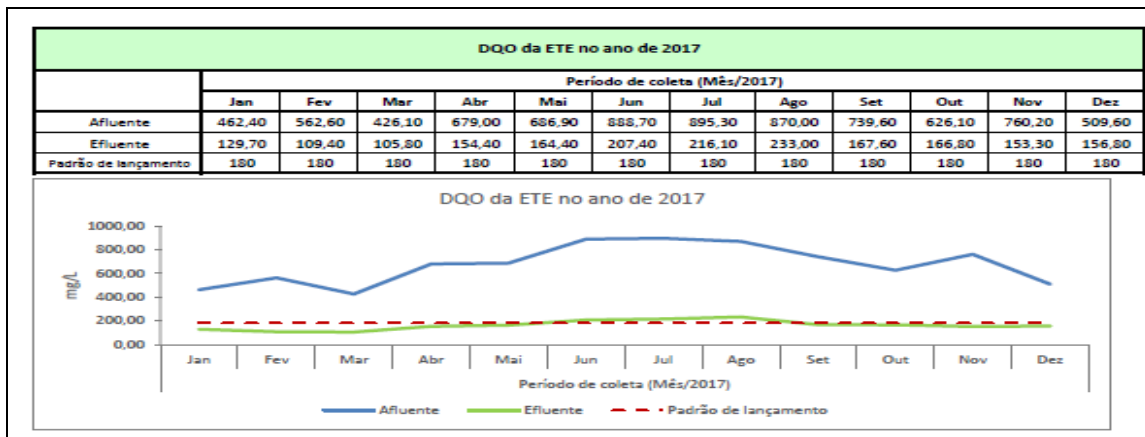 DQO da ETE no ano de 2017
Período de coleta (Mês/2017)
Jan Fev Mar Abr Mai Jun Jul Ago Set Out Nov Dez
Afluente 462,40 562,60 426,10 679,00 686,90 888,70 895,30 870,00 739,60 626,10 760,20 509,60
Efluente 129,70 109,40 105,80 154,40 164,40 207,40 216,10 233,00 167,60 166,80 153,30 156,80
Padrão de lançamento 180 180 180 180 180 180 180 180 180 180 180 180
DQO da ETE no ano de 2017
1000,00
800,00
600,00
400,00
200,00
0,00
mg/L
Jan Fev Mar Abr Mai Jun Jul Ago Set Out Nov Dez
Período de coleta (Mês/2017)
Afluente Efluente Padrão de lançamento